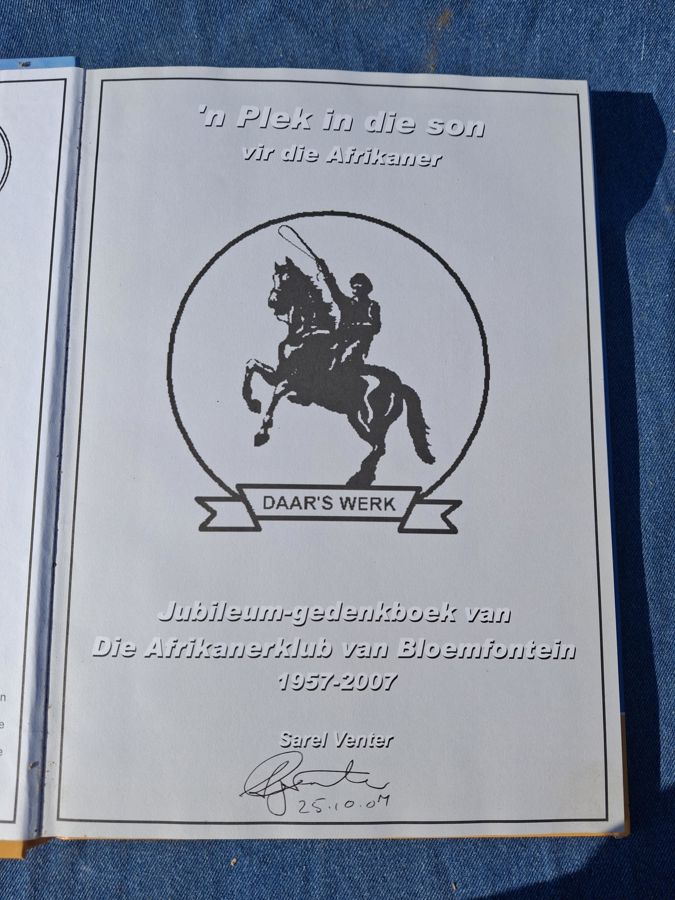 'n Plek in die son
vir die Afrikaner
DAAR'S WERK
Jubileum-gedenkboek van
Die Afrikanerklub van Bloemfontein
1957-2007
Sarel Venter
25.10.07
n
e
e